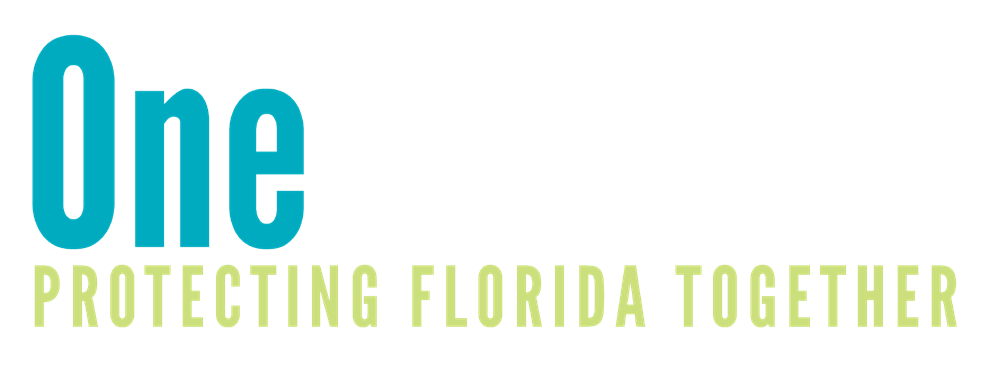 One
PROTECTING FLORIDA TOGETHER